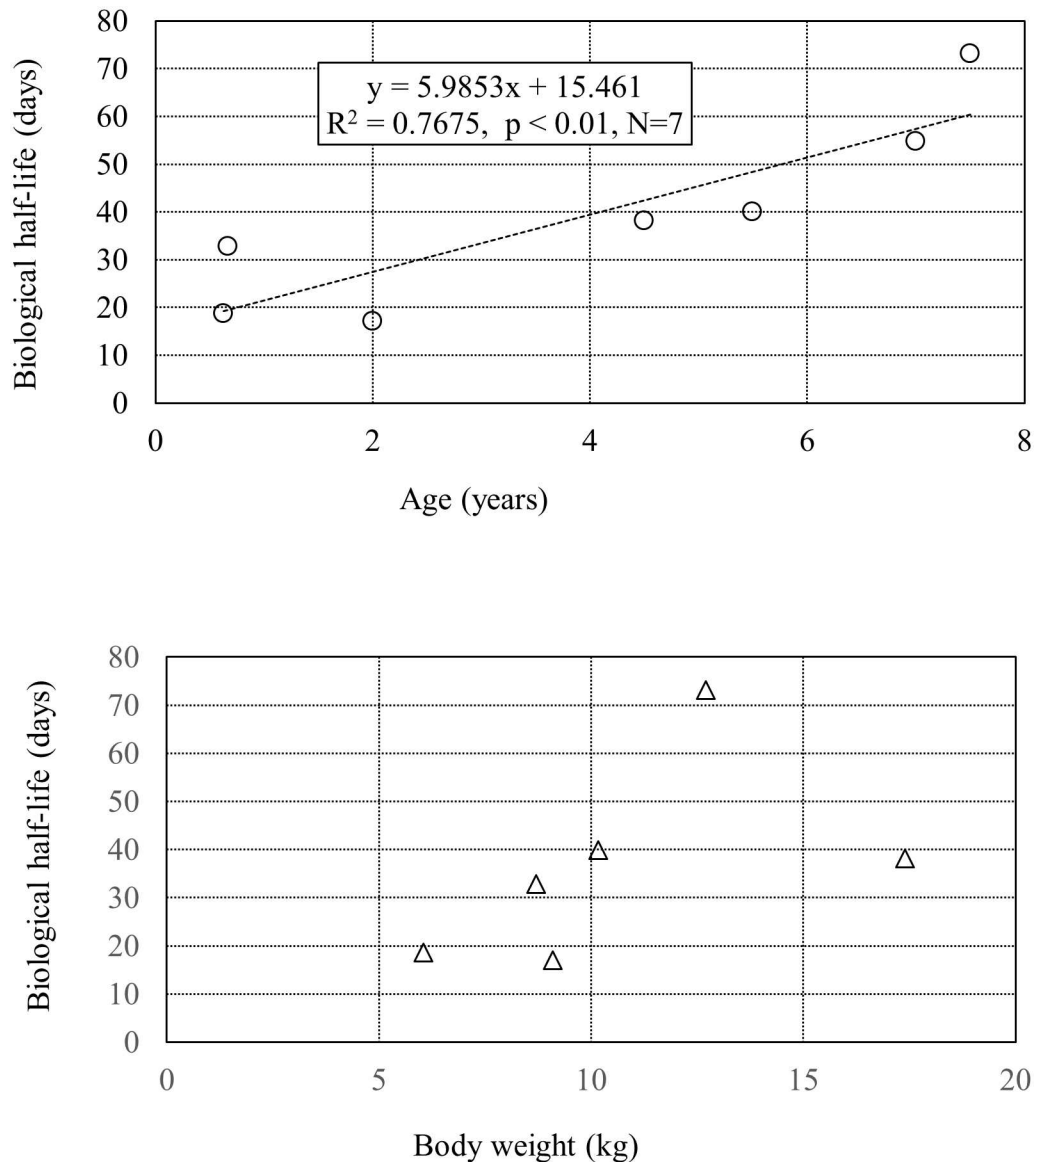 Biological half-life (days)
80
70
60
50
40
30
20
10
0
y = 5.9853x + 15.461
R² = 0.7675, p < 0.01, N=7
0 2 4 6 8
Age (years)
Biological half-life (days)
80
70
60
50
40
30
20
10
0
0 5 10 15 20
Body weight (kg)